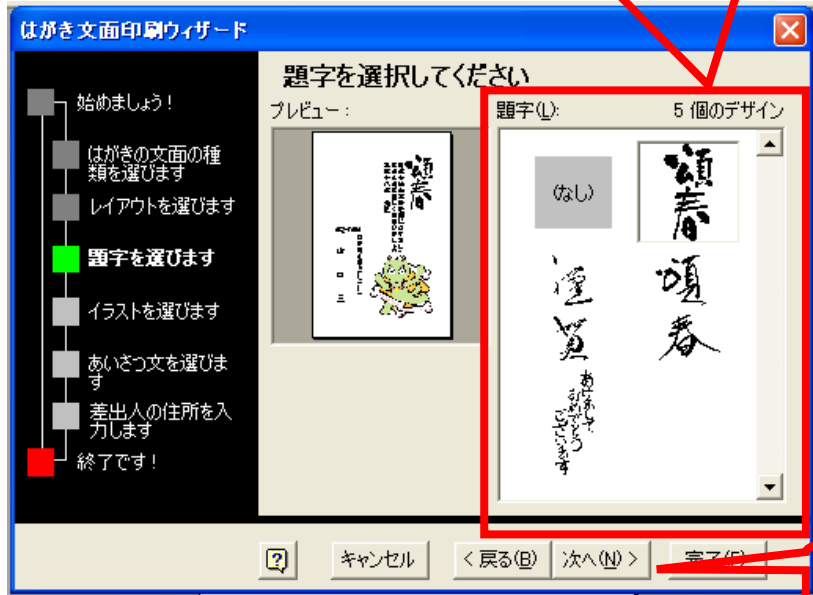 はがき文面印刷ウィザード
題字を選択してください
始めましょう!
はがきの文面の種
類を選びます
レイアウトを選びます
題字を選びます
イラストを選びます
あいさつ文を選びま
す
差出人の住所を入
力します
終了です!
プレビュー:
頌春
題字(L):
5 個のデザイン
(なし)
頌春
謹賀
あけまして
おめでとう
ございます
頌春
?
キャンセル
< 戻る(B)
次へ(N) >
完了(F)